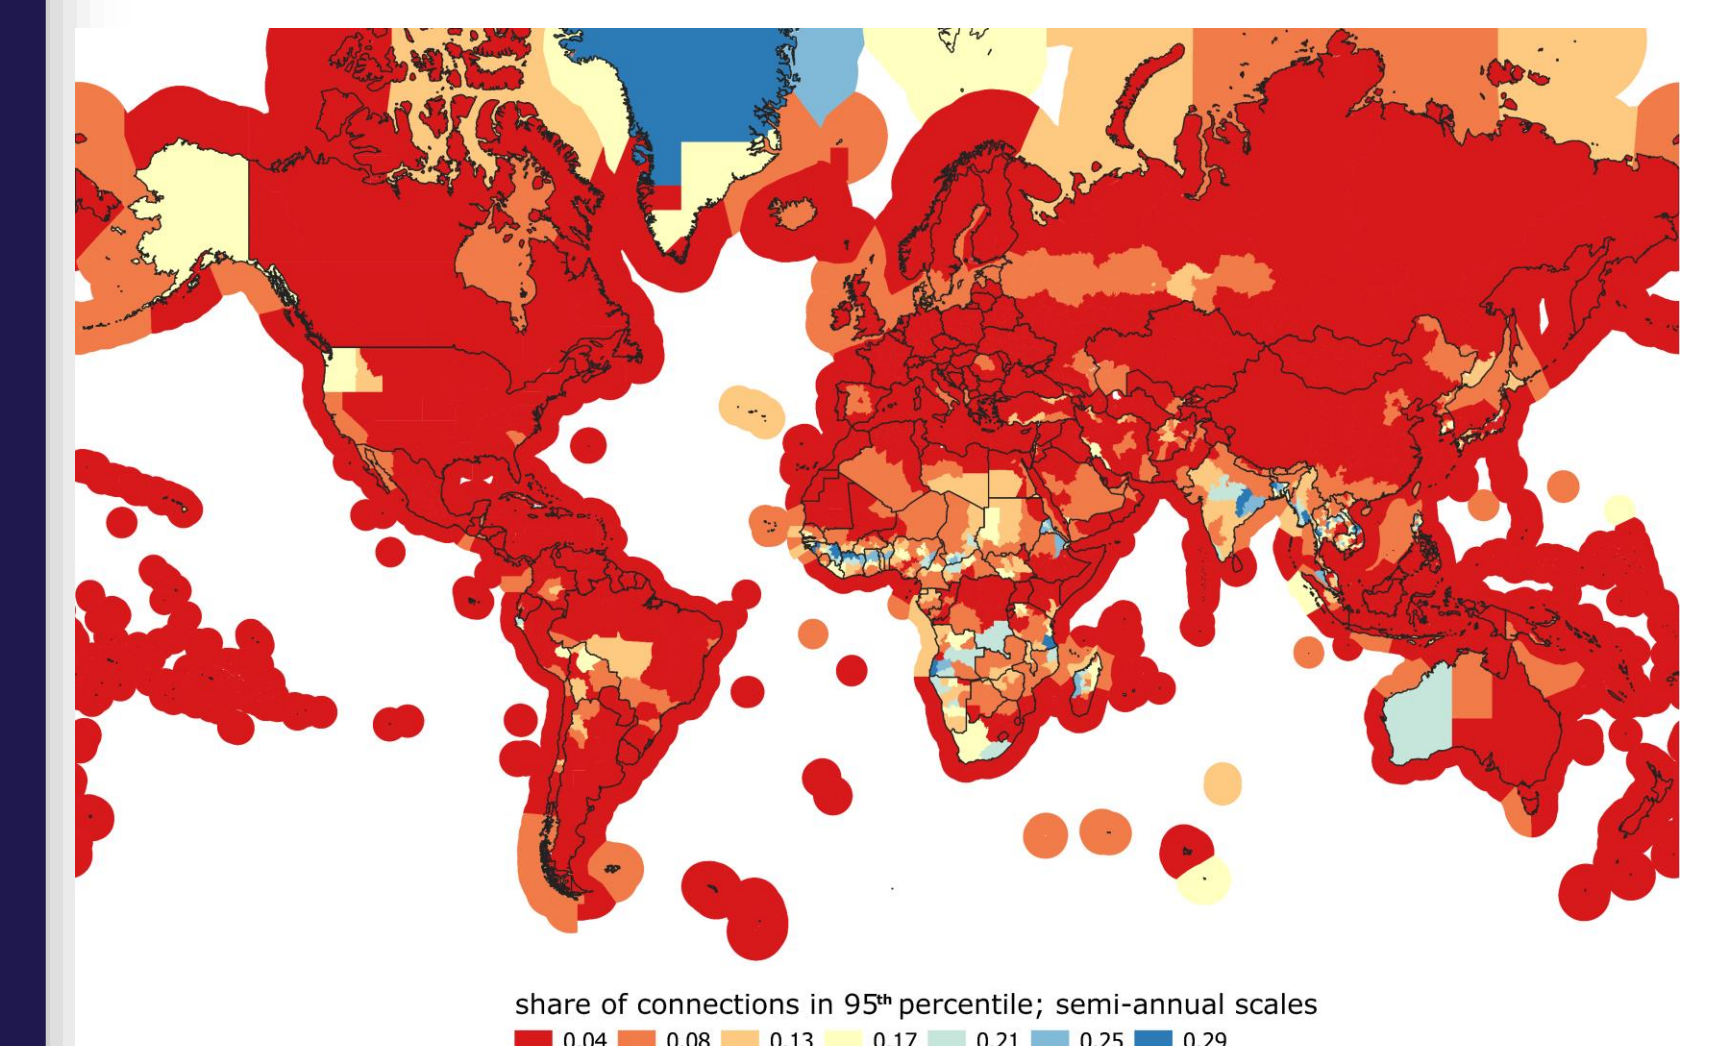 share of connections in 95th percentile; semi-annual scales
0.04 0.08 0.13 0.17 0.21 0.25 0.29